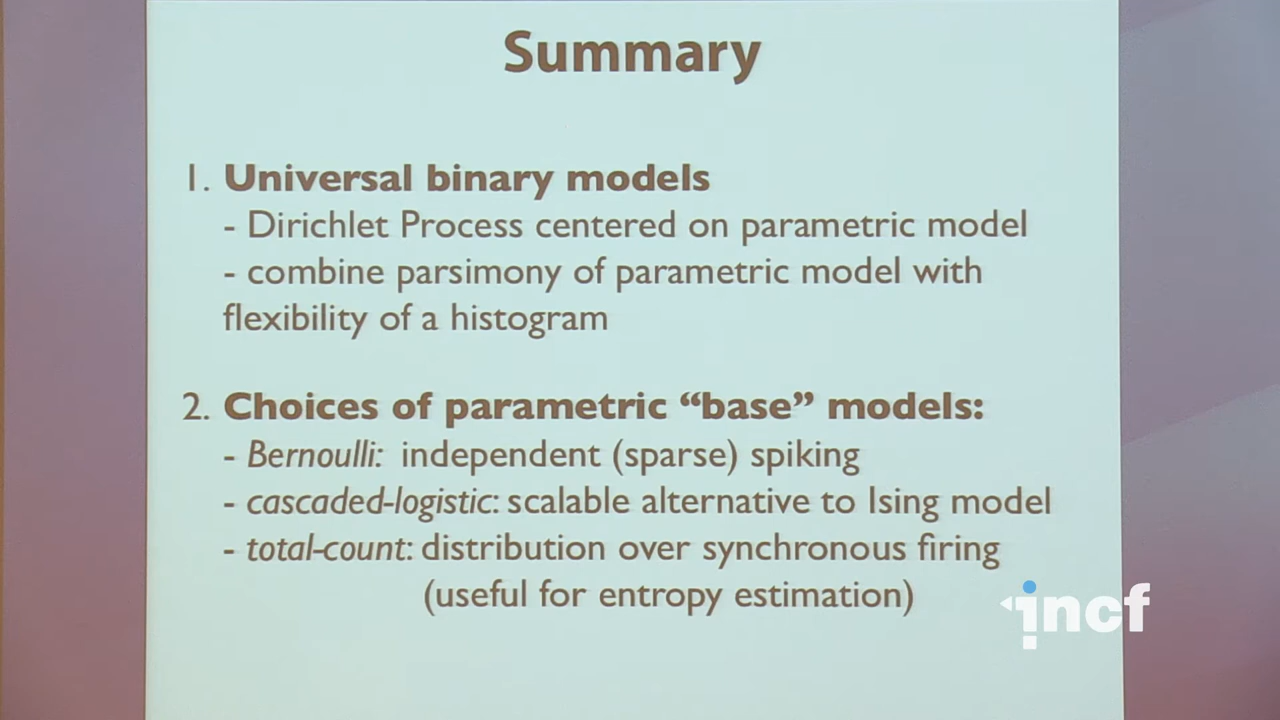 Summary
1. Universal binary models
- Dirichlet Process centered on parametric model
- combine parsimony of parametric model with
flexibility of a histogram
2. Choices of parametric “base” models:
- Bernoulli: independent (sparse) spiking
- cascaded-logistic: scalable alternative to Ising model
- total-count: distribution over synchronous firing
(useful for entropy estimation)
incf